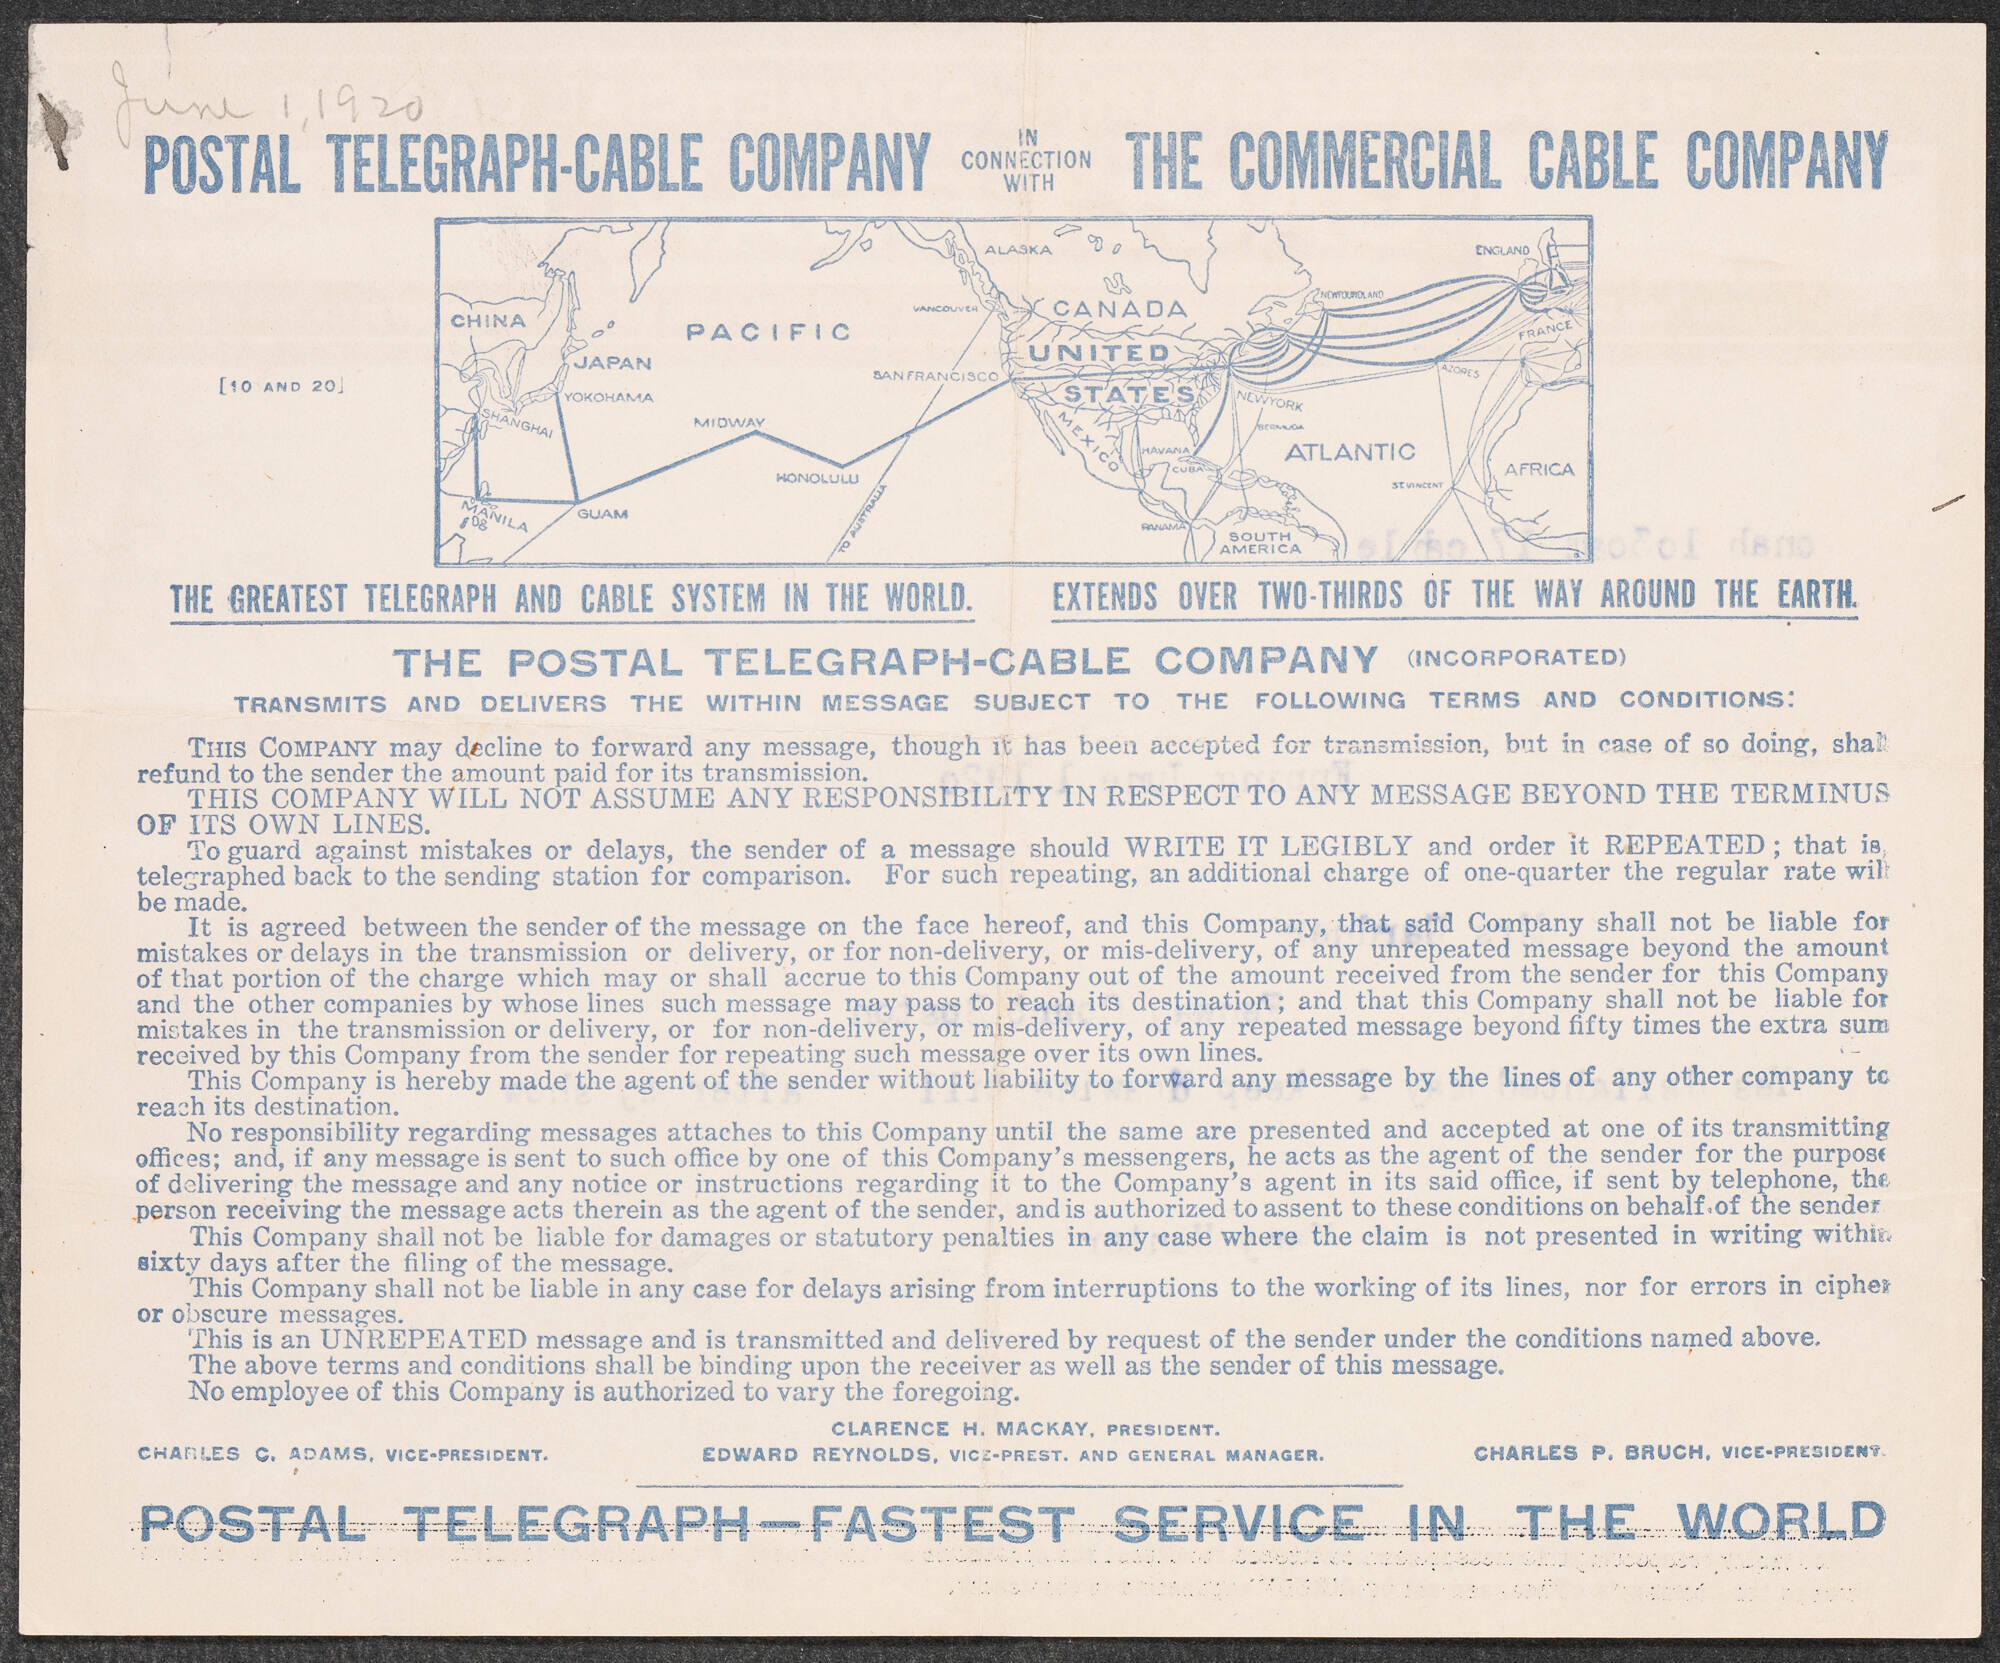 June 1, 1920
POSTAL TELEGRAPH-CABLE COMPANY IN CONNECTION WITH THE COMMERCIAL CABLE COMPANY
ALASKA
ENGLAND
NEWFOUNDLAND
VANCOUVER
CANADA
CHINA
PACIFIC
FRANCE
UNITED
JAPAN
AZORES
SAN FRANCISCO
[10 AND 20]
STATES
YOKOHAMA
NEW YORK
SHANGHAI
MIDWAY
MEXICO
BERMUDA
HAVANA
ATLANTIC
CUBA
AFRICA
HONOLULU
ST. VINCENT
MANILA
GUAM
TO AUSTRALIA
PANAMA
SOUTH
AMERICA
THE GREATEST TELEGRAPH AND CABLE SYSTEM IN THE WORLD. EXTENDS OVER TWO-THIRDS OF THE WAY AROUND THE EARTH.
THE POSTAL TELEGRAPH-CABLE COMPANY (INCORPORATED)
TRANSMITS AND DELIVERS THE WITHIN MESSAGE SUBJECT TO THE FOLLOWING TERMS AND CONDITIONS:
THIS COMPANY may decline to forward any message, though it has been accepted for transmission, but in case of so doing, shall
refund to the sender the amount paid for its transmission.
THIS COMPANY WILL NOT ASSUME ANY RESPONSIBILITY IN RESPECT TO ANY MESSAGE BEYOND THE TERMINUS
OF ITS OWN LINES.
To guard against mistakes or delays, the sender of a message should WRITE IT LEGIBLY and order it REPEATED; that is,
telegraphed back to the sending station for comparison. For such repeating, an additional charge of one-quarter the regular rate will
be made.
It is agreed between the sender of the message on the face hereof, and this Company, that said Company shall not be liable for
mistakes or delays in the transmission or delivery, or for non-delivery, or mis-delivery, of any unrepeated message beyond the amount
of that portion of the charge which may or shall accrue to this Company out of the amount received from the sender for this Company
and the other companies by whose lines such message may pass to reach its destination; and that this Company shall not be liable for
mistakes in the transmission or delivery, or for non-delivery, or mis-delivery, of any repeated message beyond fifty times the extra sum
received by this Company from the sender for repeating such message over its own lines.
This Company is hereby made the agent of the sender without liability to forward any message by the lines of any other company to
reach its destination.
No responsibility regarding messages attaches to this Company until the same are presented and accepted at one of its transmitting
offices; and, if any message is sent to such office by one of this Company's messengers, he acts as the agent of the sender for the purpose
of delivering the message and any notice or instructions regarding it to the Company's agent in its said office, if sent by telephone, the
person receiving the message acts therein as the agent of the sender, and is authorized to assent to these conditions on behalf of the sender
This Company shall not be liable for damages or statutory penalties in any case where the claim is not presented in writing within
sixty days after the filing of the message.
This Company shall not be liable in any case for delays arising from interruptions to the working of its lines, nor for errors in cipher
or obscure messages.
This is an UNREPEATED message and is transmitted and delivered by request of the sender under the conditions named above.
The above terms and conditions shall be binding upon the receiver as well as the sender of this message.
No employee of this Company is authorized to vary the foregoing.
CLARENCE H. MACKAY, PRESIDENT.
CHARLES C. ADAMS, VICE-PRESIDENT. EDWARD REYNOLDS, VICE-PREST. AND GENERAL MANAGER. CHARLES P. BRUCH, VICE-PRESIDENT.
POSTAL TELEGRAPH—FASTEST SERVICE IN THE WORLD